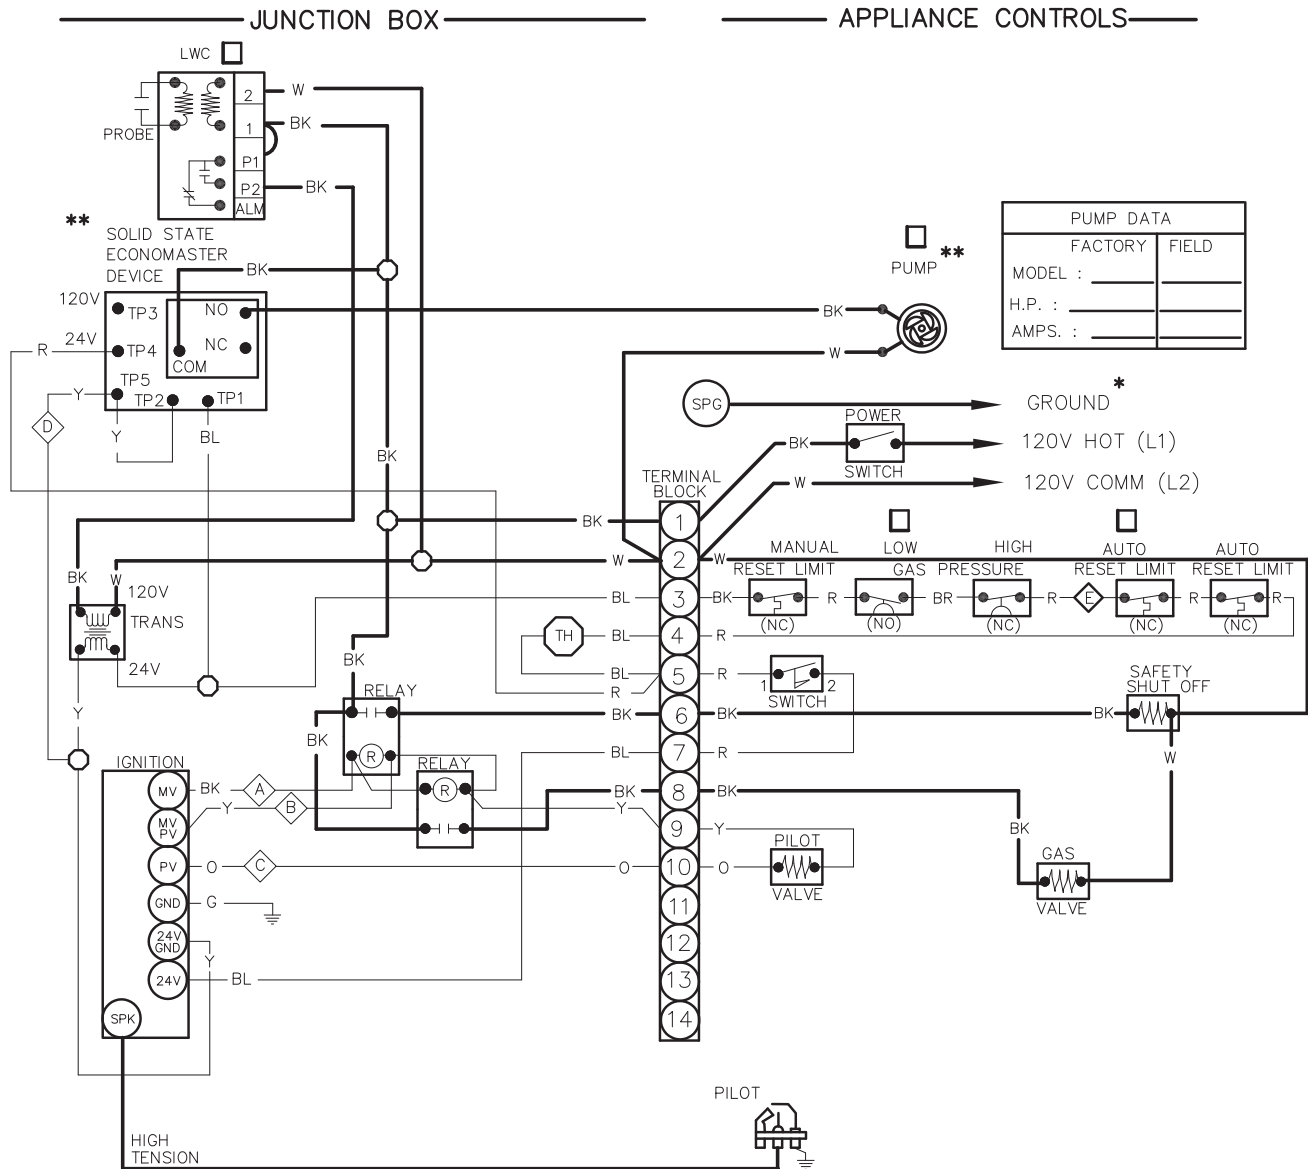 JUNCTION BOX
APPLIANCE CONTROLS
LWC
2
W
1
BK
PROBE
P1
P2
BK
ALM
**
SOLID STATE
ECONOMASTER
DEVICE
BK
120V
TP3
NO
24V
R
TP4
NC
COM
TP5
Y
TP2
TP1
D
Y
BL
BK
PUMP **
BK
W
PUMP DATA
FACTORY FIELD
MODEL :
H.P. :
AMPS. :
SPG
GROUND *
POWER
BK
120V HOT (L1)
SWITCH
W
120V COMM (L2)
TERMINAL
BLOCK
BK 1
W 2 W
MANUAL LOW HIGH AUTO AUTO
RESET LIMIT GAS PRESSURE RESET LIMIT RESET LIMIT
BL 3 BK R BR R E R R
(NC) (NO) (NC) (NC) (NC)
TH BL 4 R
BL 5 R
1 2
SWITCH
R
BK 6 BK
BK
SAFETY
SHUT OFF
BL 7 R
W
BK 8 BK
BK
Y 9 Y
O 10 O
PILOT
VALVE
GAS
VALVE
11
12
13
14
BK
W
120V
TRANS
24V
Y
BK
RELAY
BK
R
RELAY
R
IGNITION
MV BK A
MV
PV
Y B
PV O C
GND G
24V
GND
Y
24V BL
SPK
HIGH
TENSION
PILOT